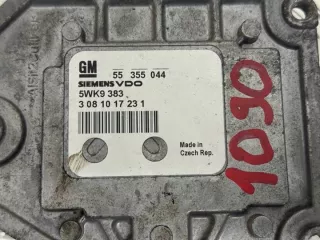 GM
55 355 044
SIEMENS VDO
5WK9 383
3 08 10 17 23 1
Made in
Czech Rep.
1090